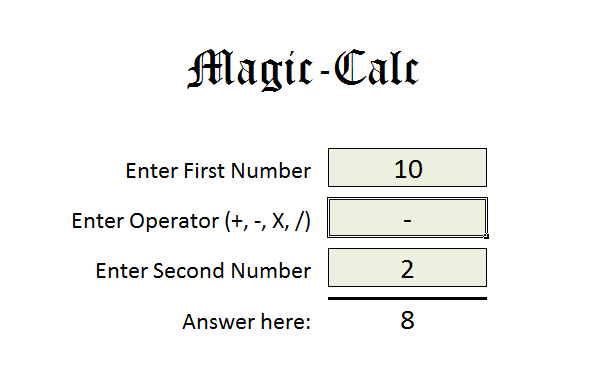 Magic-Calc
Enter First Number 10
Enter Operator (+, -, X, /) -
Enter Second Number 2
Answer here: 8